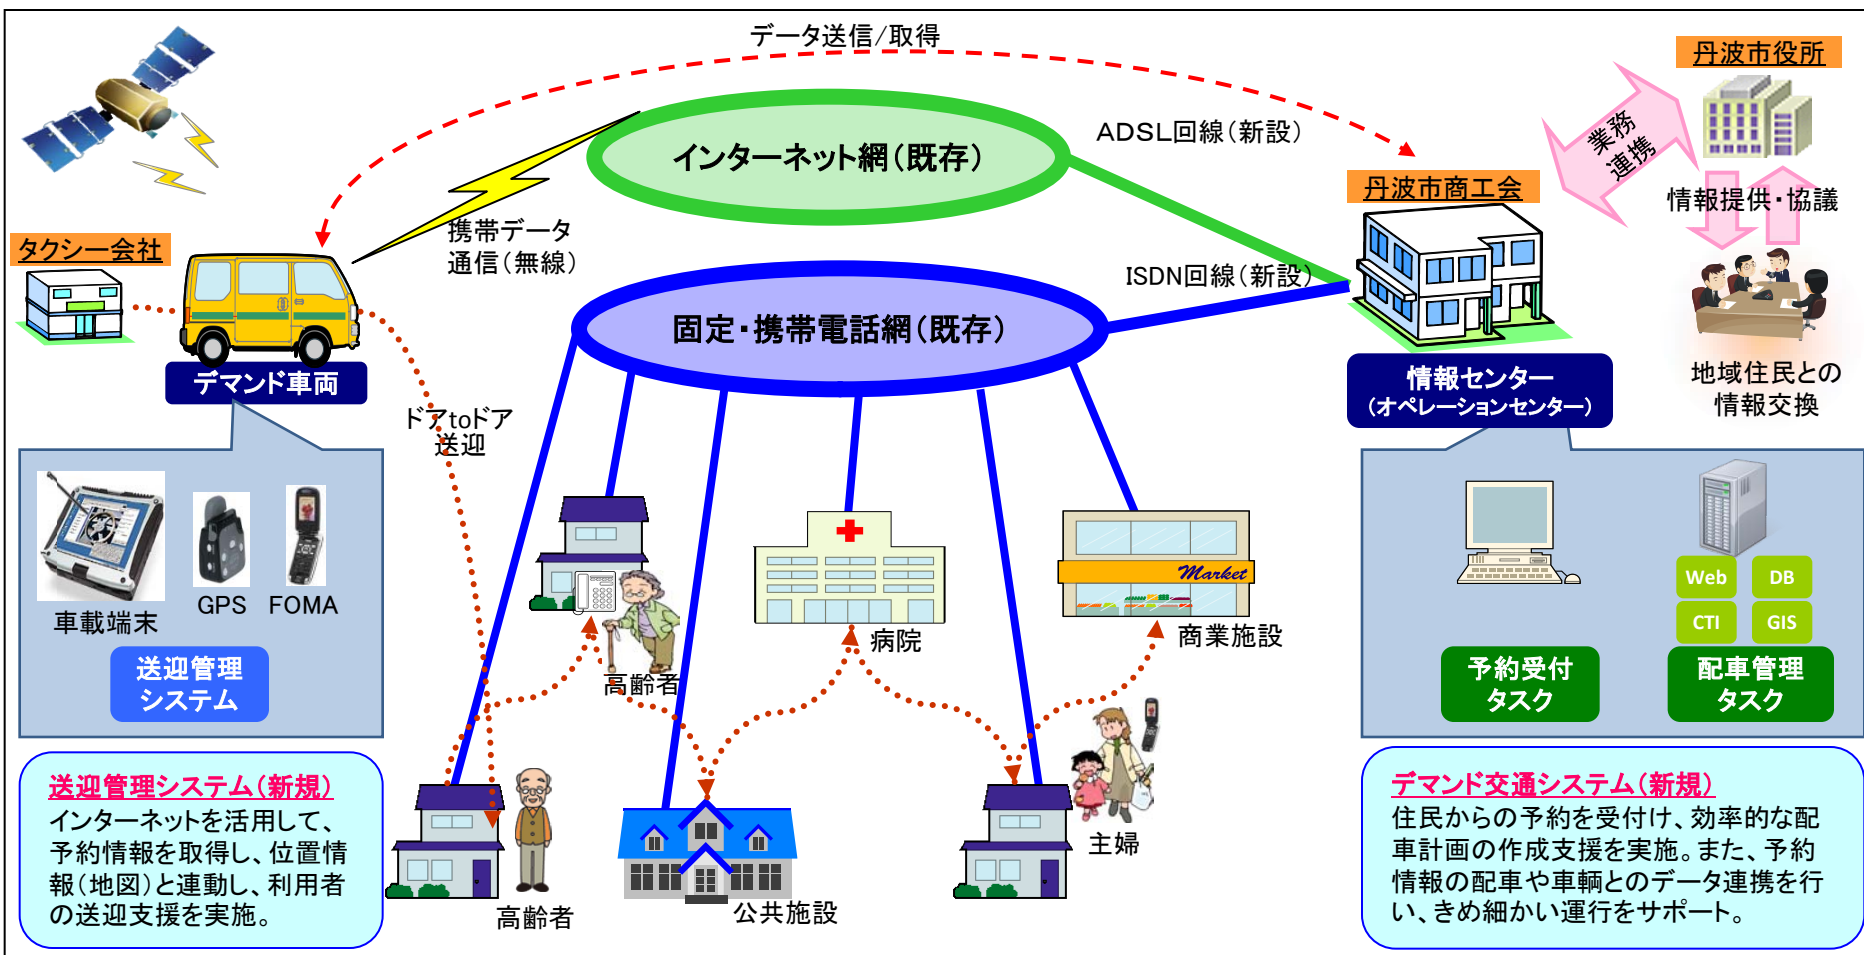 データ送信/取得
丹波市役所
インターネット網(既存)
ADSL回線(新設)
業務
連携
丹波市商工会
情報提供・協議
携帯データ
通信(無線)
タクシー会社
ISDN回線(新設)
固定・携帯電話網(既存)
デマンド車両
情報センター
(オペレーションセンター)
地域住民との
情報交換
ドアtoドア
送迎
車載端末
GPS
FOMA
送迎管理
システム
Market
Web
DB
CTI
GIS
病院
商業施設
高齢者
予約受付
タスク
配車管理
タスク
送迎管理システム(新規)
インターネットを活用して、
予約情報を取得し、位置情
報(地図)と連動し、利用者
の送迎支援を実施。
高齢者
公共施設
主婦
デマンド交通システム(新規)
住民からの予約を受付け、効率的な配
車計画の作成支援を実施。また、予約
情報の配車や車輌とのデータ連携を行
い、きめ細かい運行をサポート。